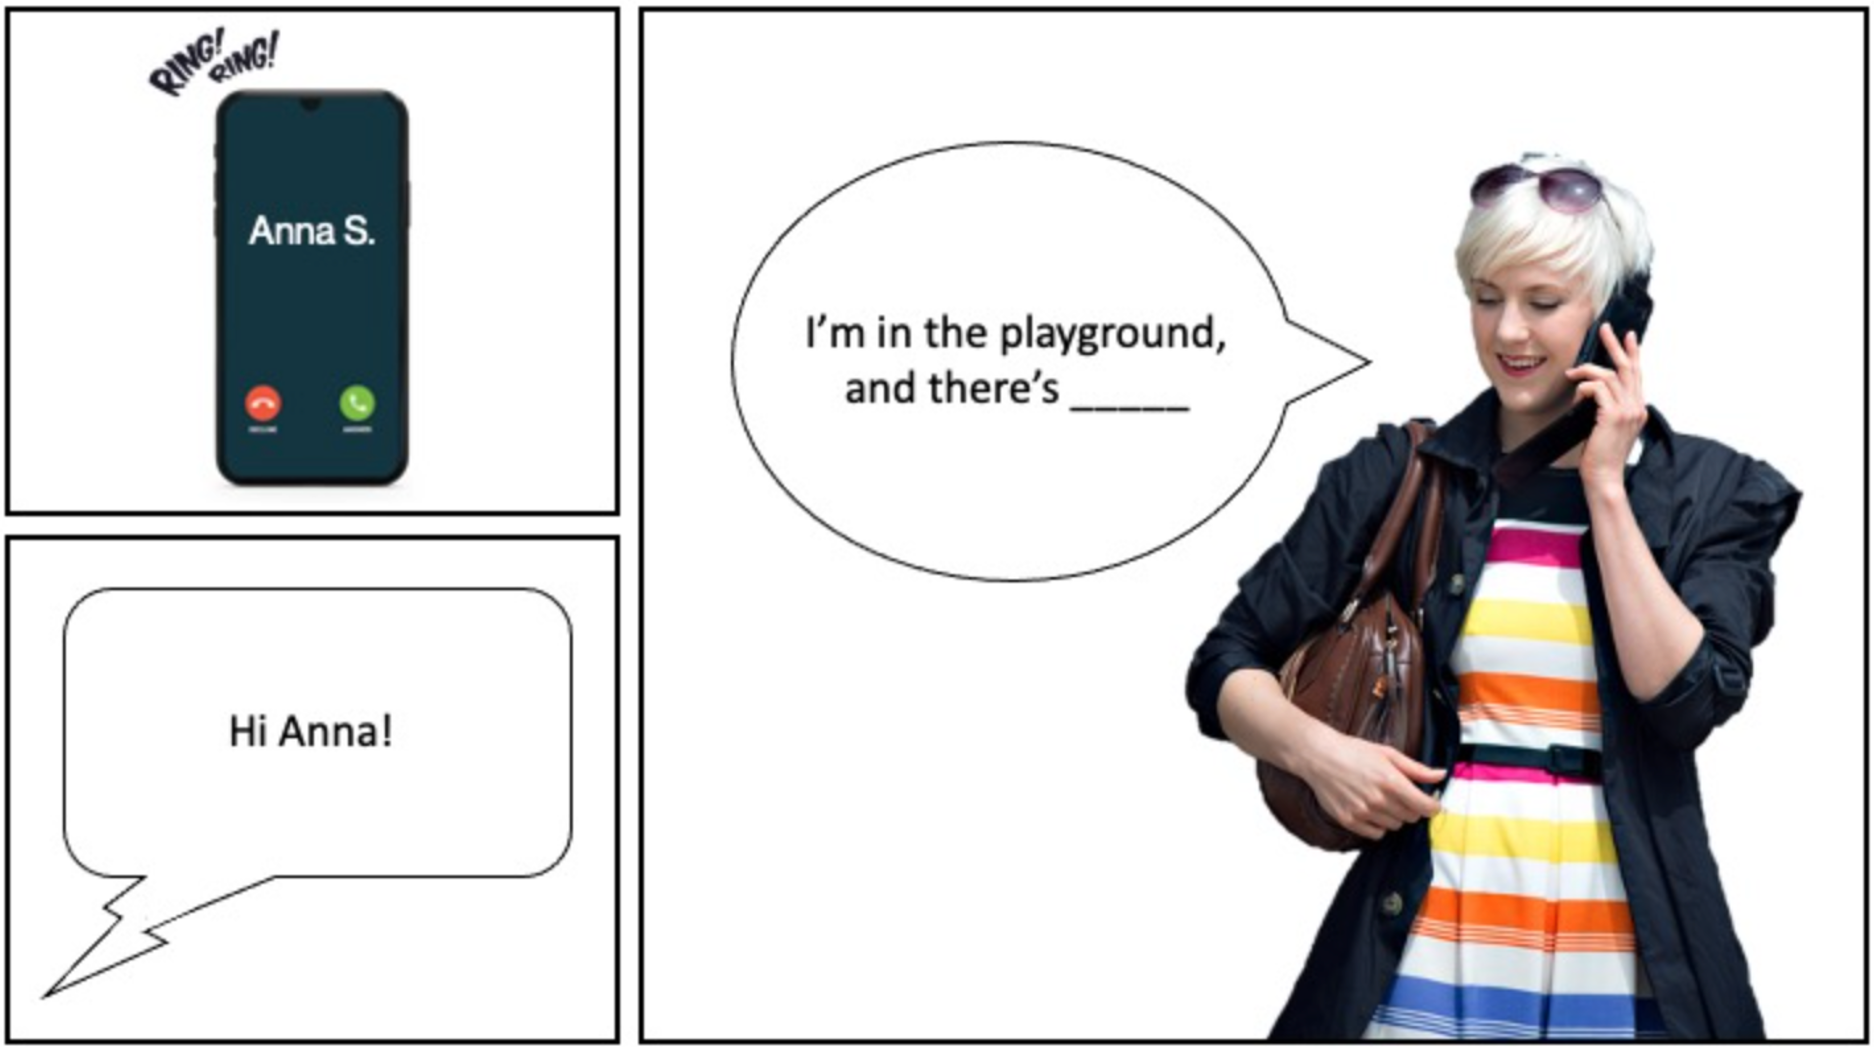 RING!
RING!
Anna S.
Hi Anna!
I'm in the playground,
and there's _____